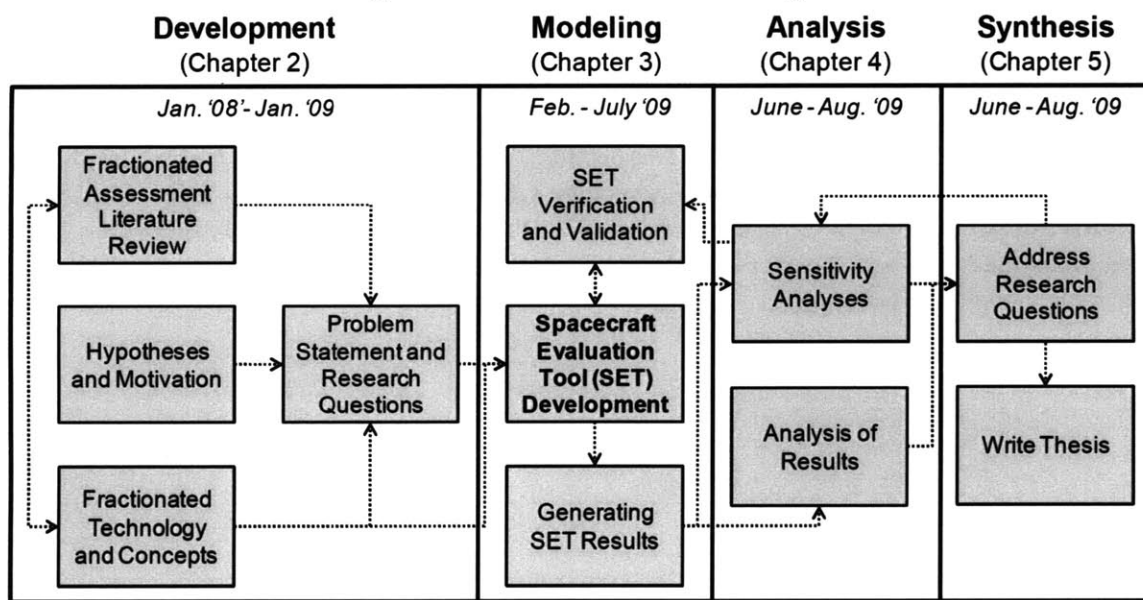 Development
(Chapter 2)
Modeling
(Chapter 3)
Analysis
(Chapter 4)
Synthesis
(Chapter 5)
Jan. ‘08’- Jan. ‘09
Feb. - July ‘09
June - Aug. ‘09
June - Aug. ‘09
Fractionated
Assessment
Literature
Review
Hypotheses
and Motivation
Fractionated
Technology
and Concepts
Problem
Statement and
Research
Questions
SET
Verification
and Validation
Spacecraft
Evaluation
Tool (SET)
Development
Generating
SET Results
Sensitivity
Analyses
Analysis of
Results
Address
Research
Questions
Write Thesis